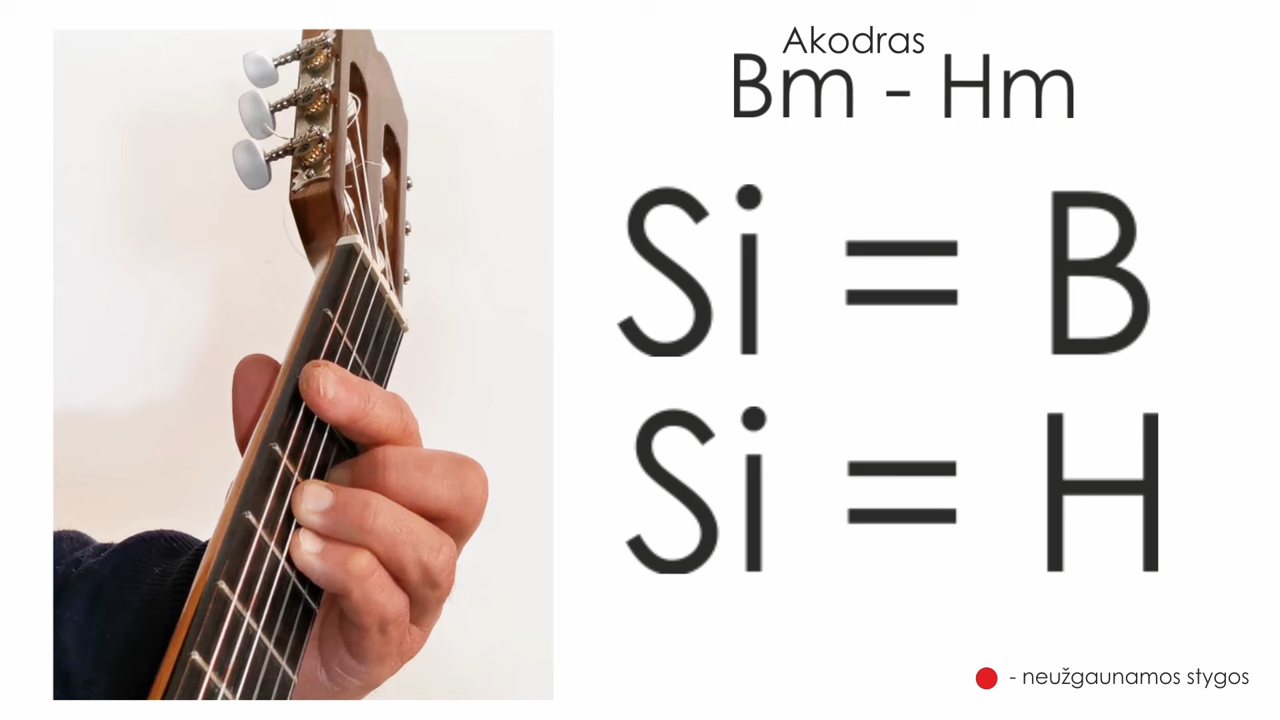 Akodras
Bm - Hm
Si = B
Si = H
- neužgaunamos stygos